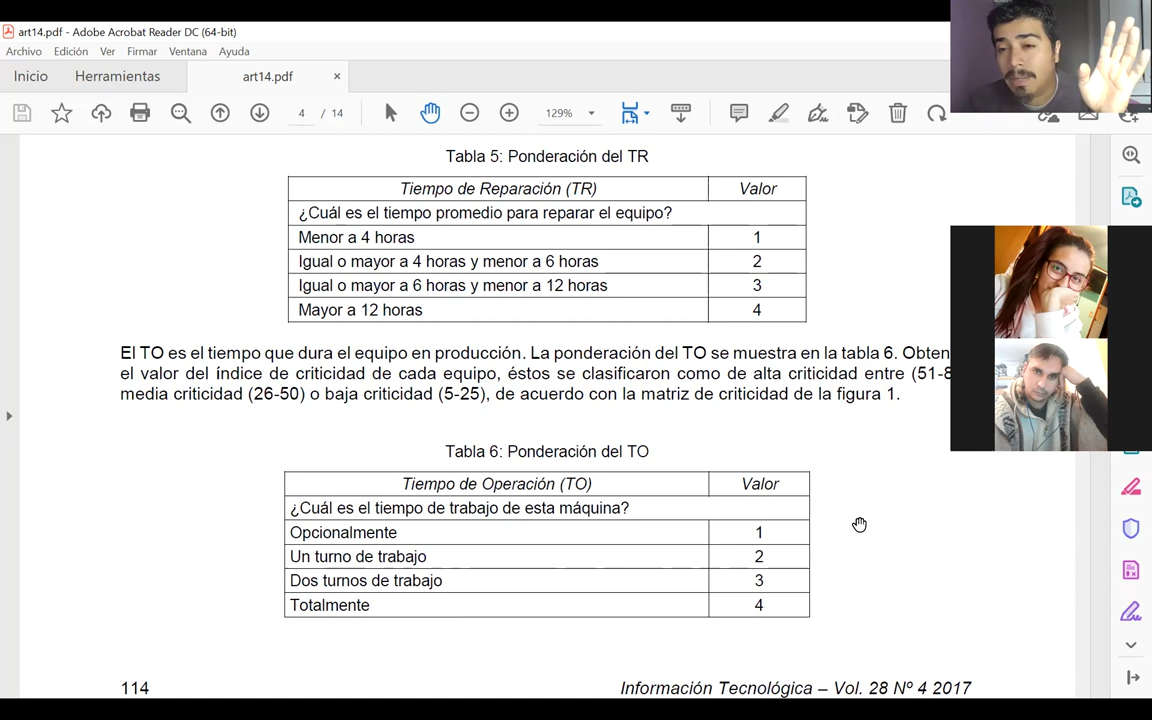 art14.pdf - Adobe Acrobat Reader DC (64-bit)
Archivo Edición Ver Firmar Ventana Ayuda
Inicio Herramientas art14.pdf ×
4 / 14 129%
Tabla 5: Ponderación del TR
Tiempo de Reparación (TR) Valor
¿Cuál es el tiempo promedio para reparar el equipo?
Menor a 4 horas 1
Igual o mayor a 4 horas y menor a 6 horas 2
Igual o mayor a 6 horas y menor a 12 horas 3
Mayor a 12 horas 4
El TO es el tiempo que dura el equipo en producción. La ponderación del TO se muestra en la tabla 6. Obten
el valor del índice de criticidad de cada equipo, éstos se clasificaron como de alta criticidad entre (51-8
media criticidad (26-50) o baja criticidad (5-25), de acuerdo con la matriz de criticidad de la figura 1.
Tabla 6: Ponderación del TO
Tiempo de Operación (TO) Valor
¿Cuál es el tiempo de trabajo de esta máquina?
Opcionalmente 1
Un turno de trabajo 2
Dos turnos de trabajo 3
Totalmente 4
114 Información Tecnológica – Vol. 28 Nº 4 2017